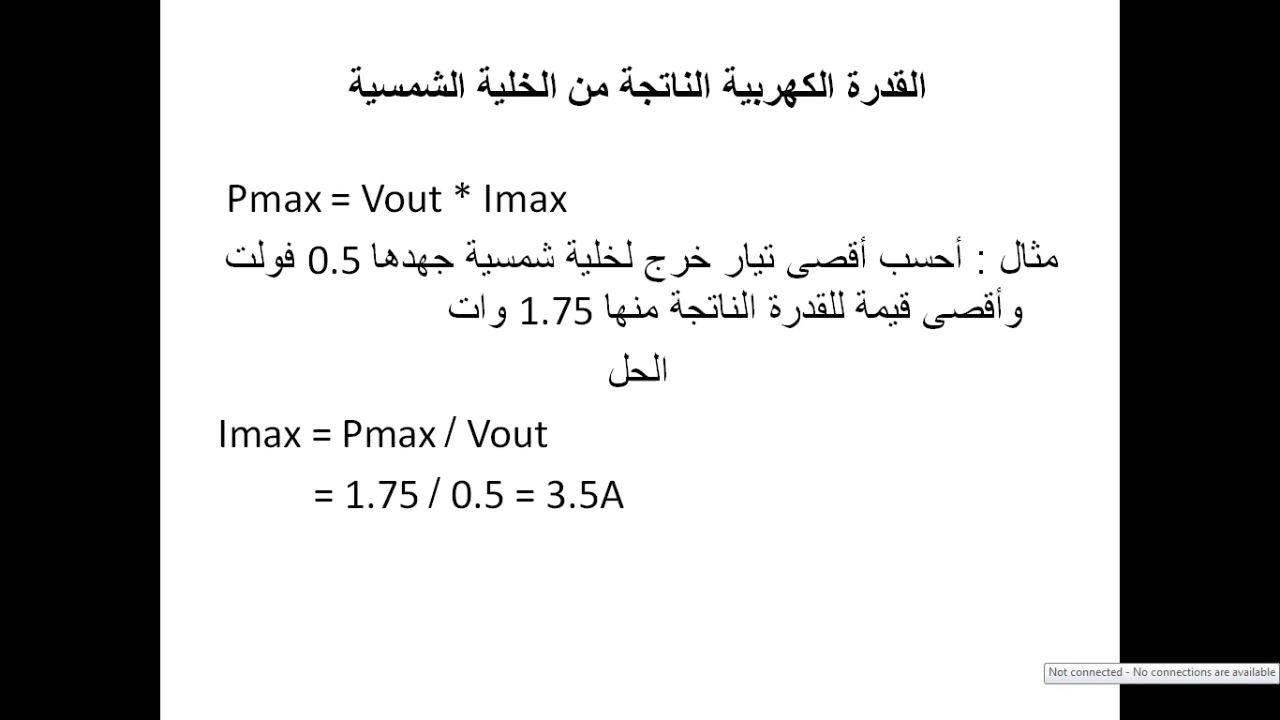 القدرة الكهربية الناتجة من الخلية الشمسية
Pmax = Vout * Imax
مثال : أحسب أقصى تيار خرج لخلية شمسية جهدها 0.5 فولت
وأقصى قيمة للقدرة الناتجة منها 1.75 وات
الحل
Imax = Pmax / Vout
= 1.75 / 0.5 = 3.5A
Not connected - No connections are available